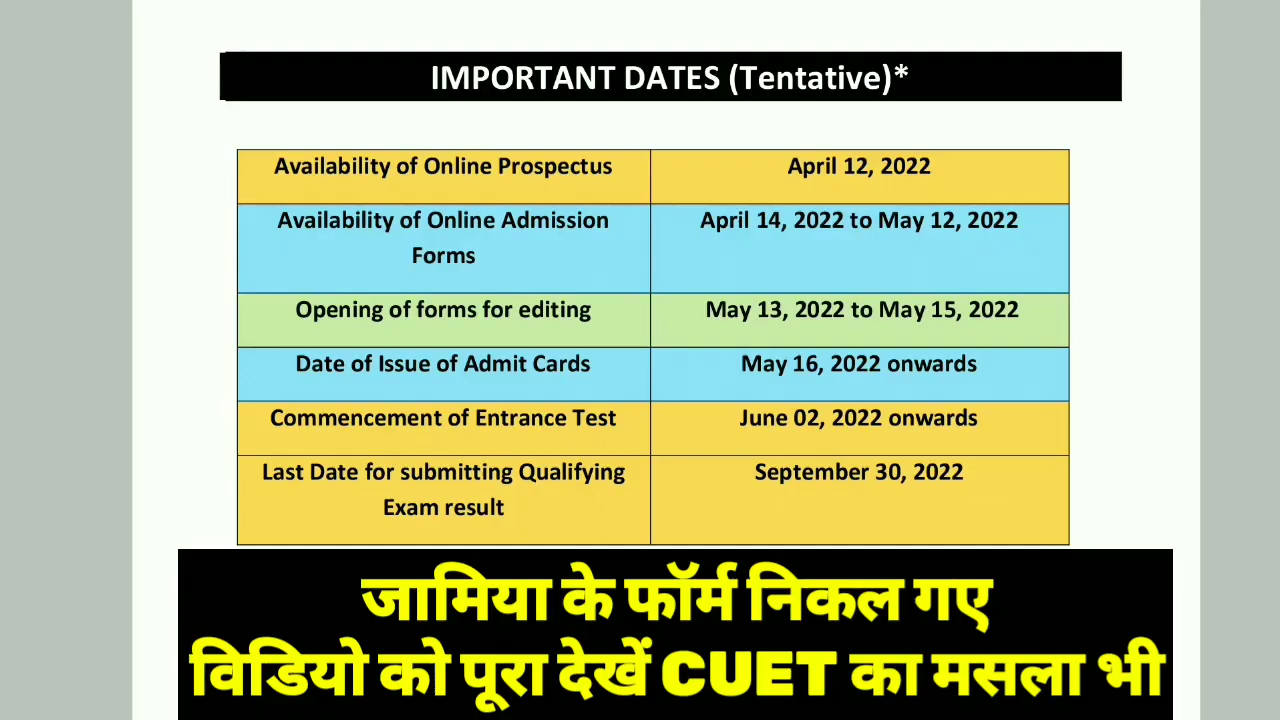 IMPORTANT DATES (Tentative)*
Availability of Online Prospectus April 12, 2022
Availability of Online Admission April 14, 2022 to May 12, 2022
Forms
Opening of forms for editing May 13, 2022 to May 15, 2022
Date of Issue of Admit Cards May 16, 2022 onwards
Commencement of Entrance Test June 02, 2022 onwards
Last Date for submitting Qualifying September 30, 2022
Exam result
जामिया के फॉर्म निकल गए
विडियो को पूरा देखें CUET का मसला भी